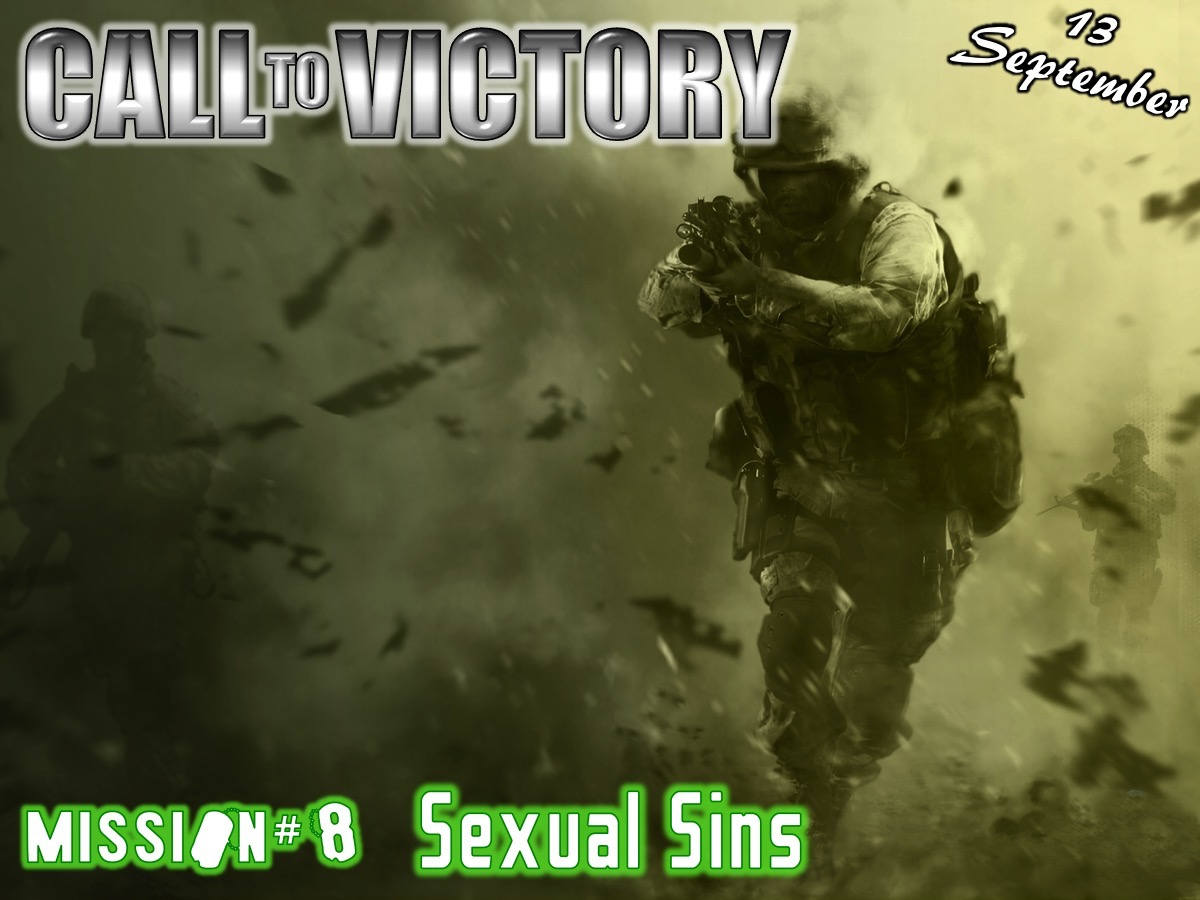 CALL TO VICTORY
13
September
MISSION # 8 Sexual Sins